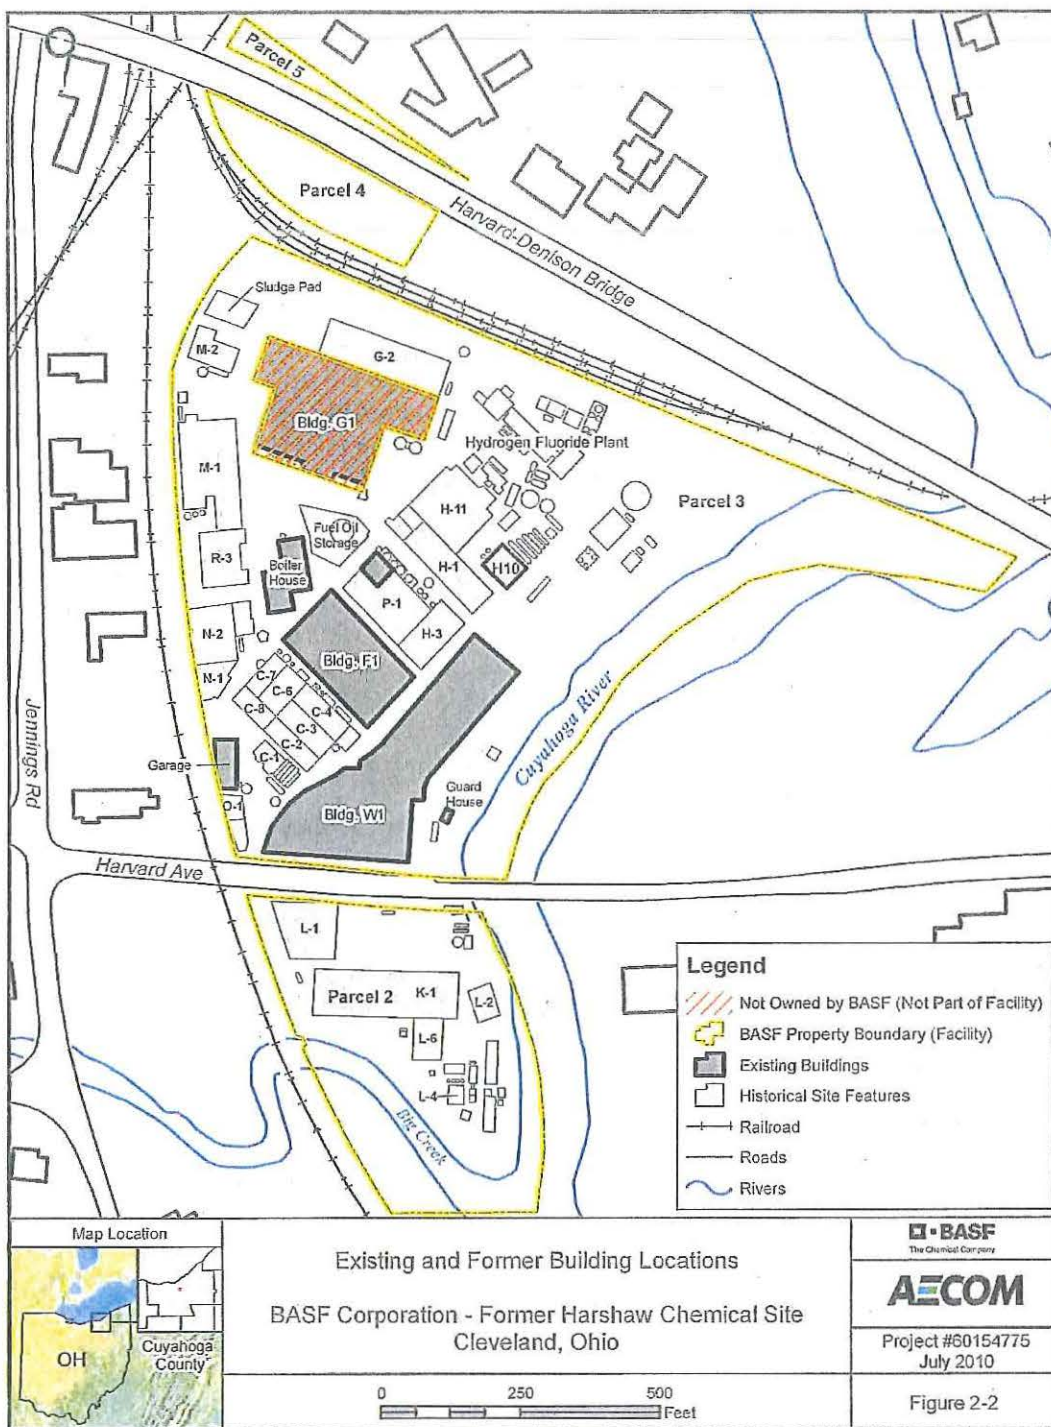 Parcel 5
Parcel 4
Harvard-Denison Bridge
Sludge Pad
M-2
G-2
Bldg. G1
Hydrogen Fluoride Plant
M-1
H-11
Parcel 3
Fuel Oil
Storage
R-3
Boiler
House
H-1
H10
P-1
N-2
H-3
Bldg. F1
N-1
C-7
C-6
C-8
C-4
C-3
C-2
C-1
Jennings Rd
Cuyahoga River
Garage
Guard
House
O-1
Bldg. W1
Harvard Ave
L-1
Parcel 2
K-1
L-2
L-6
L-4
Big Creek
Legend
Not Owned by BASF (Not Part of Facility)
BASF Property Boundary (Facility)
Existing Buildings
Historical Site Features
Railroad
Roads
Rivers
Map Location
OH
Cuyahoga
County
Existing and Former Building Locations
BASF Corporation - Former Harshaw Chemical Site
Cleveland, Ohio
0 250 500
Feet
BASF
The Chemical Company
AECOM
Project #60154775
July 2010
Figure 2-2